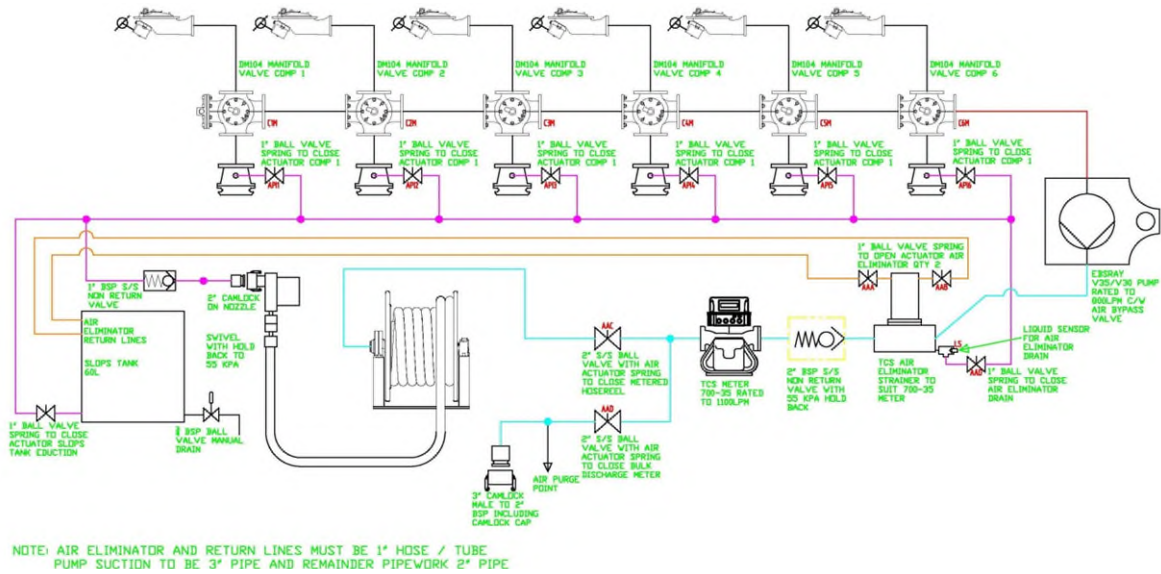 DM104 MANIFOLD
VALVE COMP 1
DM104 MANIFOLD
VALVE COMP 2
DM104 MANIFOLD
VALVE COMP 3
DM104 MANIFOLD
VALVE COMP 4
DM104 MANIFOLD
VALVE COMP 5
DM104 MANIFOLD
VALVE COMP 6
C1M
C2M
C3M
C4M
C5M
C6M
1" BALL VALVE
SPRING TO CLOSE
ACTUATOR COMP 1
1" BALL VALVE
SPRING TO CLOSE
ACTUATOR COMP 1
1" BALL VALVE
SPRING TO CLOSE
ACTUATOR COMP 1
1" BALL VALVE
SPRING TO CLOSE
ACTUATOR COMP 1
1" BALL VALVE
SPRING TO CLOSE
ACTUATOR COMP 1
1" BALL VALVE
SPRING TO CLOSE
ACTUATOR COMP 1
API1
API2
API3
API4
API5
API6
1" BALL VALVE SPRING
TO OPEN ACTUATOR AIR
ELIMINATOR QTY 2
AAA
AAB
EBSRAY
V35/V30 PUMP
RATED TO
800LPM C/W
AIR BYPASS
VALVE
1" BSP S/S
NON RETURN
VALVE
2" CAMLOCK
ON NOZZLE
AIR
ELIMINATOR
RETURN LINES
SLOPS TANK
60L
SWIVEL
WITH HOLD
BACK TO
55 KPA
AAC
2" S/S BALL
VALVE WITH AIR
ACTUATOR SPRING
TO CLOSE METERED
HOSEREEL
TCS METER
700-35 RATED
TO 1100LPM
2" BSP S/S
NON RETURN
VALVE WITH
55 KPA HOLD
BACK
TCS AIR
ELIMINATOR
STRAINER TO
SUIT 700-35
METER
LS
LIQUID SENSOR
FOR AIR
ELIMINATOR
DRAIN
AAD
1" BALL VALVE
SPRING TO CLOSE
AIR ELIMINATOR
DRAIN
1" BALL VALVE
SPRING TO CLOSE
ACTUATOR SLOPS
TANK EDUCTION
BSP BALL
VALVE MANUAL
DRAIN
AAD
2" S/S BALL
VALVE WITH AIR
ACTUATOR SPRING
TO CLOSE BULK
DISCHARGE METER
AIR PURGE
POINT
3" CAMLOCK
MALE TO 2"
BSP INCLUDING
CAMLOCK CAP
NOTE: AIR ELIMINATOR AND RETURN LINES MUST BE 1" HOSE / TUBE
PUMP SUCTION TO BE 3" PIPE AND REMAINDER PIPEWORK 2" PIPE